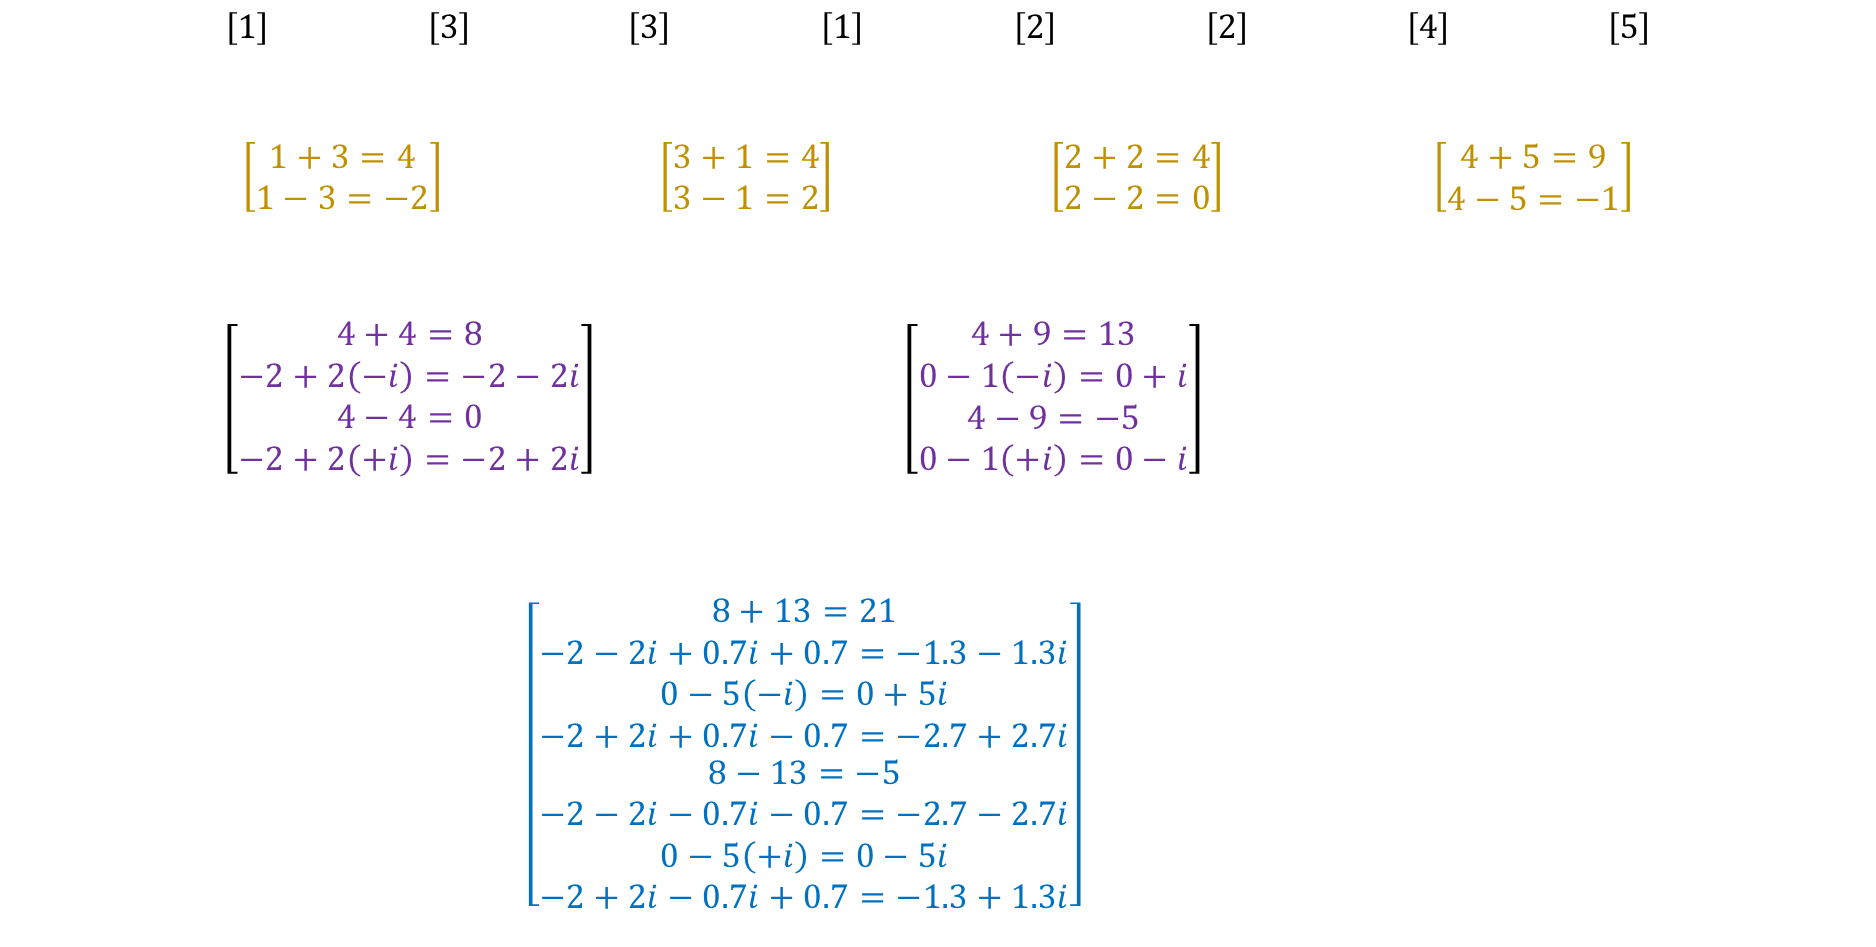 [1] [3] [3] [1] [2] [2] [4] [5]
1 + 3 = 4 3 + 1 = 4 2 + 2 = 4 4 + 5 = 9
1 − 3 = −2 3 − 1 = 2 2 − 2 = 0 4 − 5 = −1
4 + 4 = 8 4 + 9 = 13
−2 + 2(−i) = −2 − 2i 0 − 1(−i) = 0 + i
4 − 4 = 0 4 − 9 = −5
−2 + 2(+i) = −2 + 2i 0 − 1(+i) = 0 − i
8 + 13 = 21
−2 − 2i + 0.7i + 0.7 = −1.3 − 1.3i
0 − 5(−i) = 0 + 5i
−2 + 2i + 0.7i − 0.7 = −2.7 + 2.7i
8 − 13 = −5
−2 − 2i − 0.7i − 0.7 = −2.7 − 2.7i
0 − 5(+i) = 0 − 5i
−2 + 2i − 0.7i + 0.7 = −1.3 + 1.3i